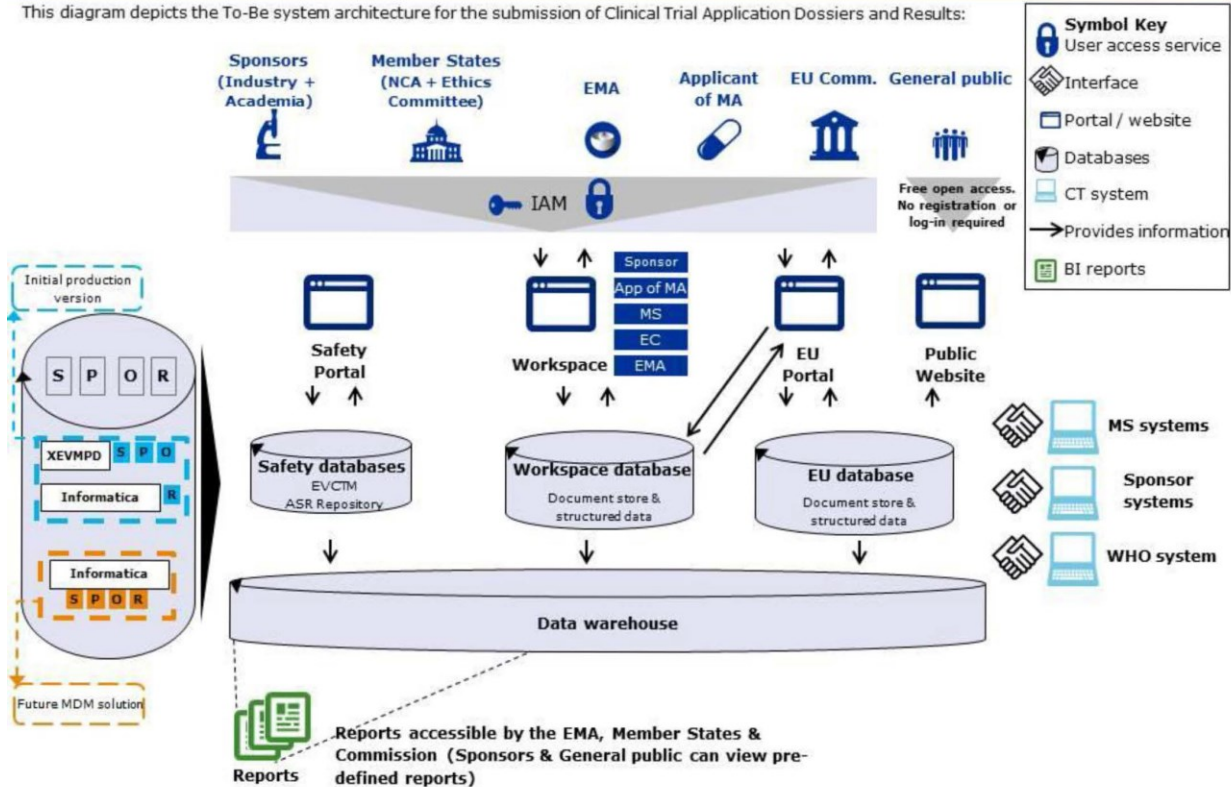 This diagram depicts the To-Be system architecture for the submission of Clinical Trial Application Dossiers and Results:
Sponsors
(Industry +
Academia)
Member States
(NCA + Ethics
Committee)
EMA
Applicant
of MA
EU Comm.
General public
IAM
Free open access.
No registration or
log-in required
Symbol Key
User access service
Interface
Portal / website
Databases
CT system
Provides information
BI reports
Initial production
version
S P O R
XEVMPD S P O
Informatica R
Informatica
S P O R
Future MDM solution
Safety
Portal
Workspace
Sponsor
App of MA
MS
EC
EMA
EU
Portal
Public
Website
Safety databases
EVCTM
ASR Repository
Workspace database
Document store &
structured data
EU database
Document store &
structured data
MS systems
Sponsor
systems
WHO system
Data warehouse
Reports
Reports accessible by the EMA, Member States &
Commission (Sponsors & General public can view pre-
defined reports)